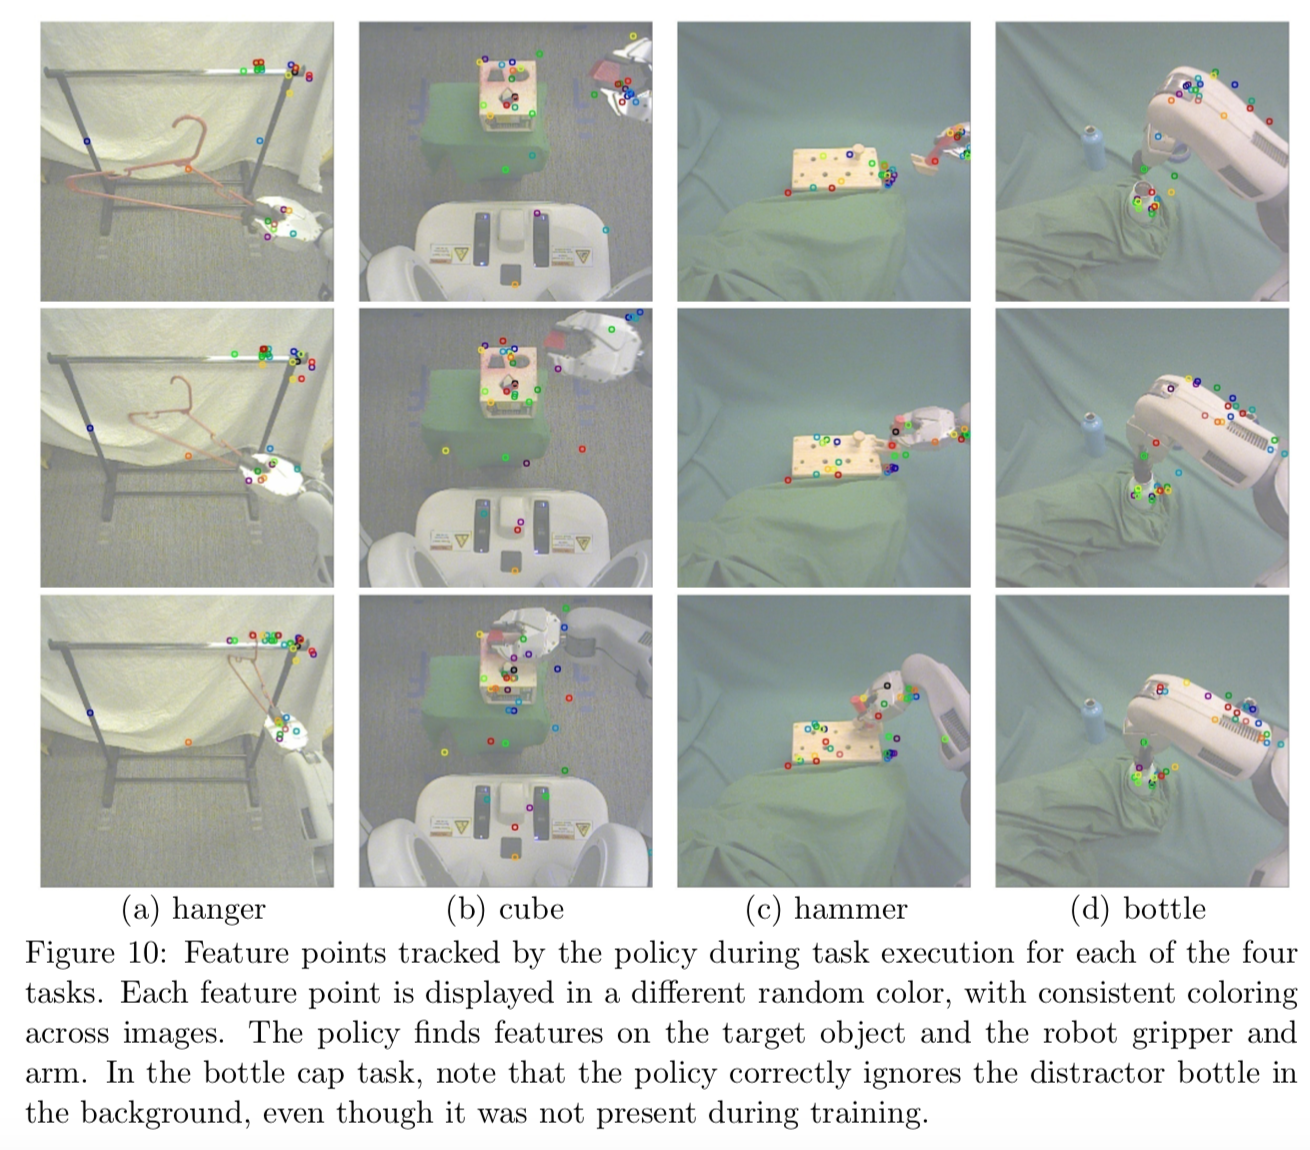 (a) hanger
(b) cube
(c) hammer
(d) bottle
Figure 10: Feature points tracked by the policy during task execution for each of the four
tasks. Each feature point is displayed in a different random color, with consistent coloring
across images. The policy finds features on the target object and the robot gripper and
arm. In the bottle cap task, note that the policy correctly ignores the distractor bottle in
the background, even though it was not present during training.